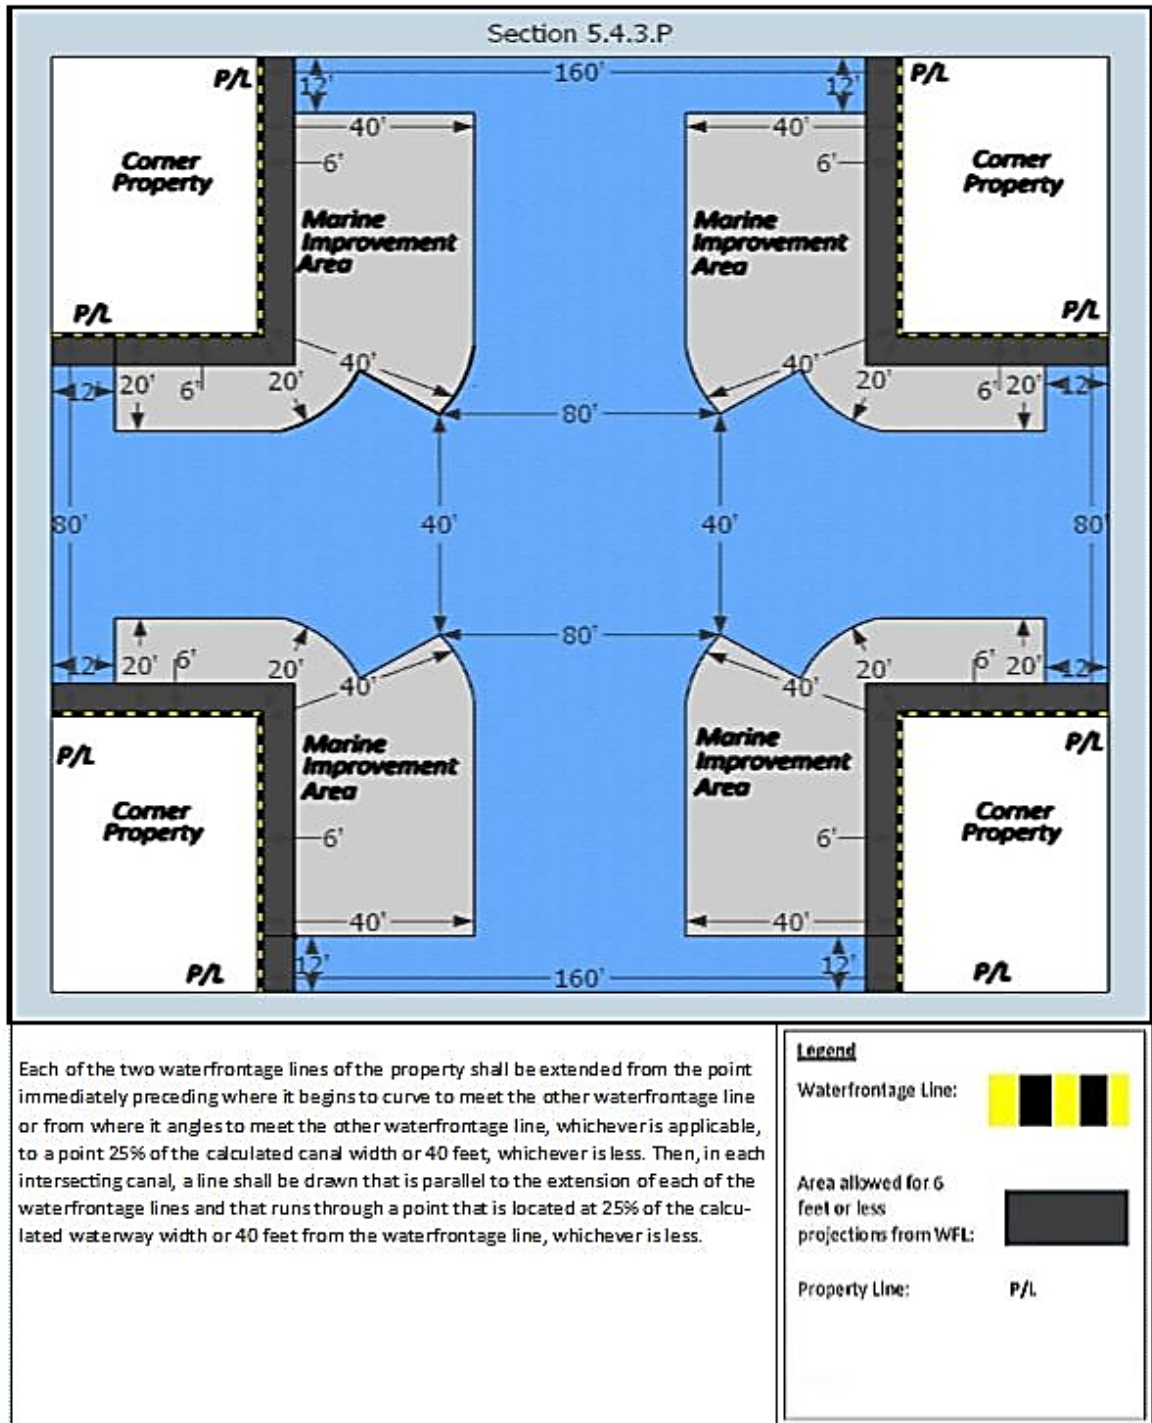 Section 5.4.3.P
P/L
12'
160'
12'
P/L
40'
40'
Corner
Property
6'
6'
Corner
Property
Marine
Improvement
Area
Marine
Improvement
Area
P/L
P/L
40'
40'
12'
20'
6'
20'
20'
6'
20'
12'
80'
80'
40'
40'
80'
80'
12'
20'
6'
20'
40'
40'
20'
6'
20'
12'
P/L
Marine
Improvement
Area
Marine
Improvement
Area
P/L
Corner
Property
6'
6'
Corner
Property
40'
40'
P/L
12'
160'
12'
P/L
Each of the two waterfrontage lines of the property shall be extended from the point
immediately preceding where it begins to curve to meet the other waterfrontage line
or from where it angles to meet the other waterfrontage line, whichever is applicable,
to a point 25% of the calculated canal width or 40 feet, whichever is less. Then, in each
intersecting canal, a line shall be drawn that is parallel to the extension of each of the
waterfrontage lines and that runs through a point that is located at 25% of the calcu-
lated waterway width or 40 feet from the waterfrontage line, whichever is less.
Legend
Waterfrontage Line:
Area allowed for 6
feet or less
projections from WFL:
Property Line: P/L